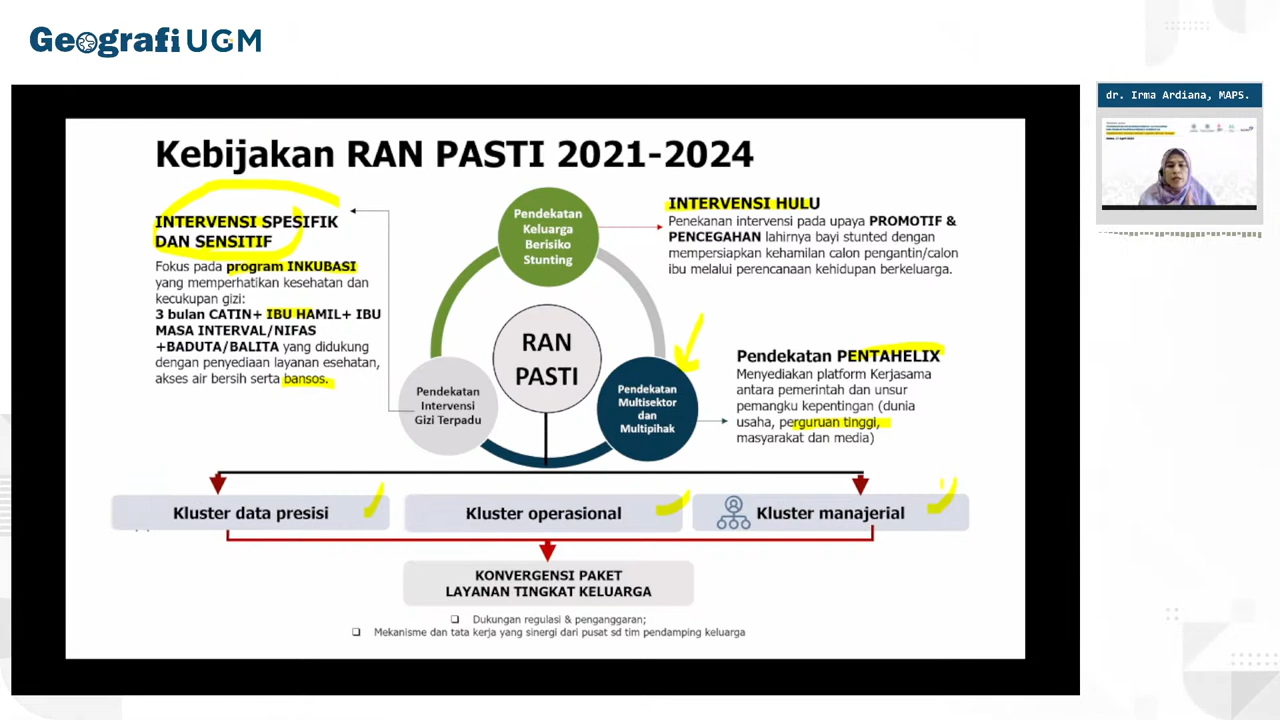 Geografi UGM
dr. Irma Ardiana, MAPS.
Kebijakan RAN PASTI 2021-2024
INTERVENSI SPESIFIK
DAN SENSITIF
Fokus pada program INKUBASI
yang memperhatikan kesehatan dan
kecukupan gizi:
3 bulan CATIN+ IBU HAMIL+ IBU
MASA INTERVAL/NIFAS
+BADUTA/BALITA yang didukung
dengan penyediaan layanan esehatan,
akses air bersih serta bansos.
Pendekatan
Keluarga
Berisiko
Stunting
RAN
PASTI
Pendekatan
Intervensi
Gizi Terpadu
Pendekatan
Multisektor
dan
Multipihak
INTERVENSI HULU
Penekanan intervensi pada upaya PROMOTIF &
PENCEGAHAN lahirnya bayi stunted dengan
mempersiapkan kehamilan calon pengantin/calon
ibu melalui perencanaan kehidupan berkeluarga.
Pendekatan PENTAHELIX
Menyediakan platform Kerjasama
antara pemerintah dan unsur
pemangku kepentingan (dunia
usaha, perguruan tinggi,
masyarakat dan media)
Kluster data presisi
Kluster operasional
Kluster manajerial
KONVERGENSI PAKET
LAYANAN TINGKAT KELUARGA
❑ Dukungan regulasi & penganggaran;
❑ Mekanisme dan tata kerja yang sinergi dari pusat sd tim pendamping keluarga